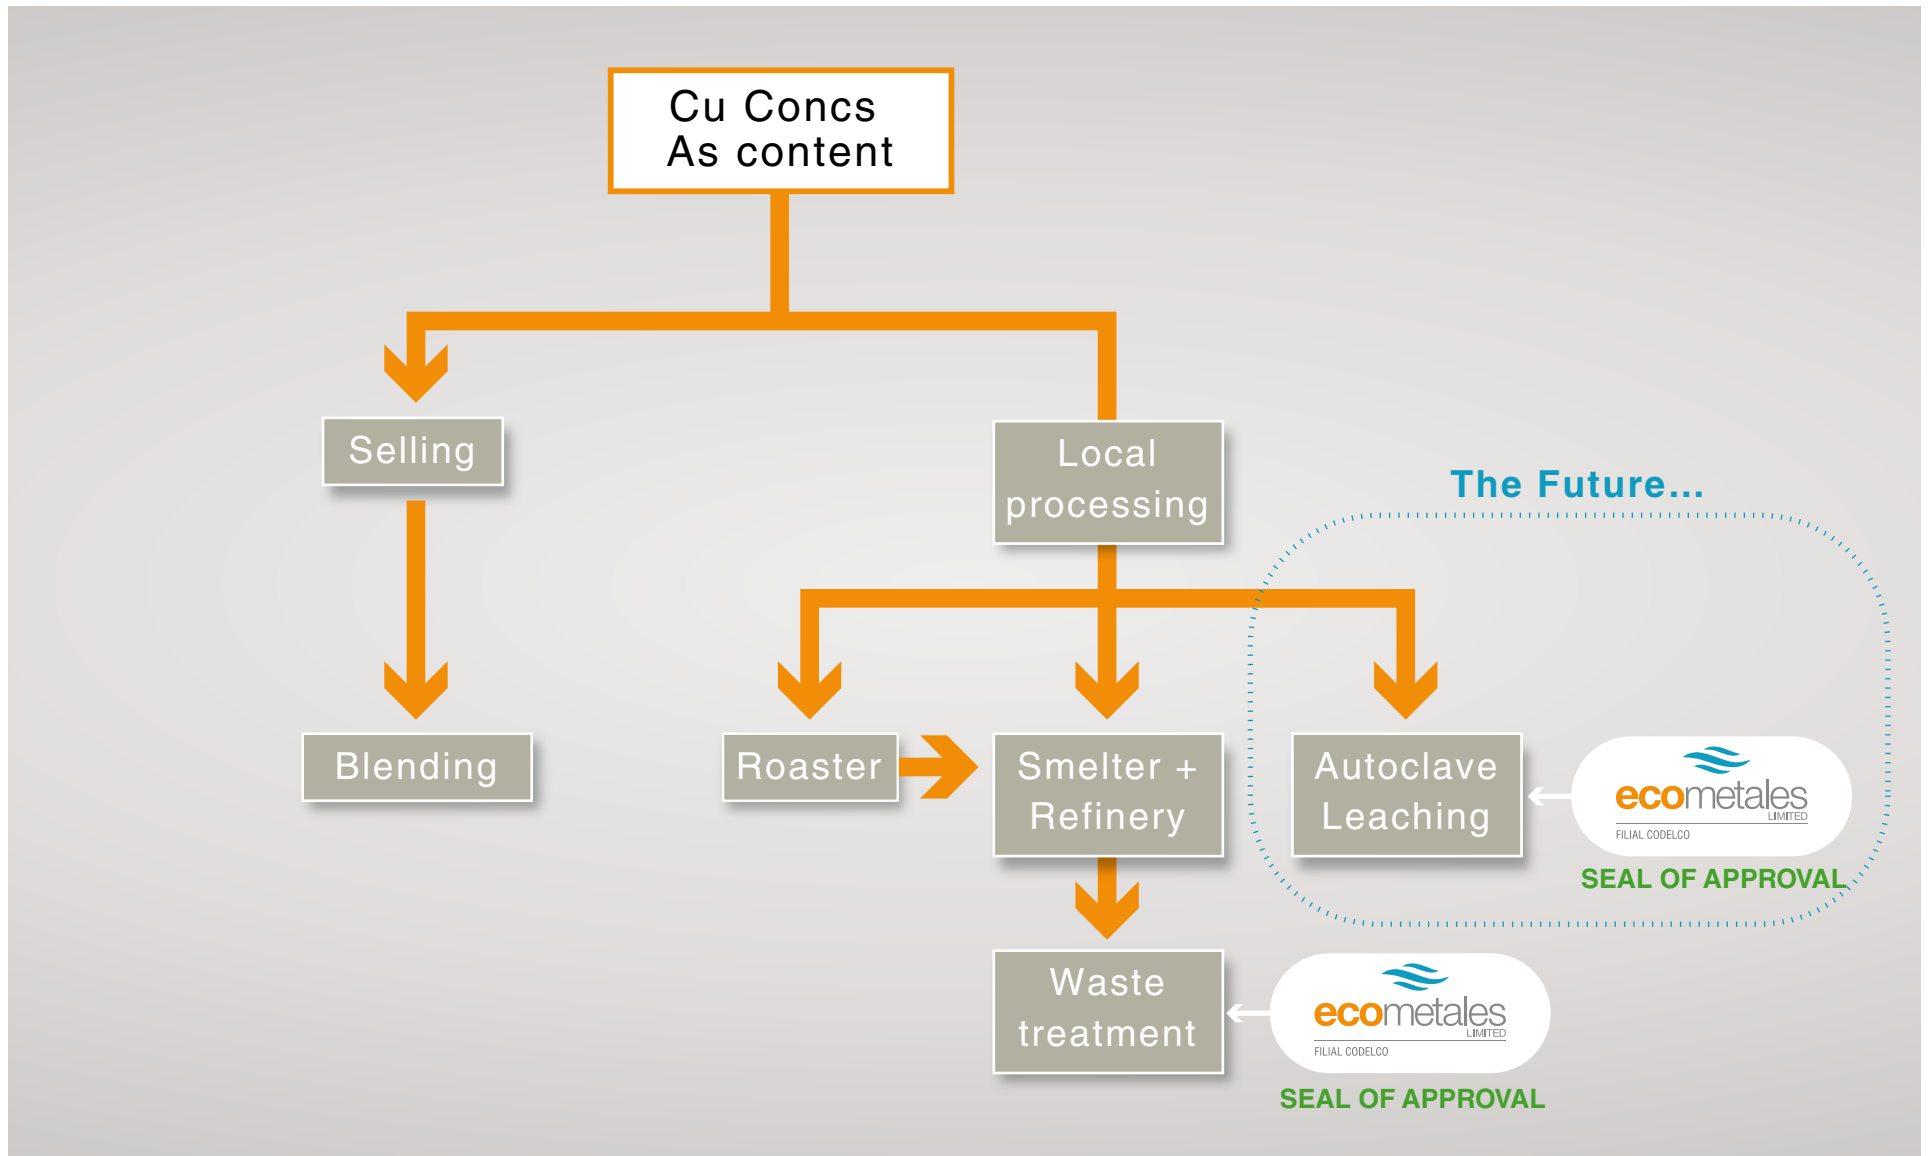 Cu Concs
As content
Selling
Local
processing
The Future...
Blending
Roaster
Smelter +
Refinery
Autoclave
Leaching
ecometales
LIMITED
FILIAL CODELCO
SEAL OF APPROVAL
Waste
treatment
ecometales
LIMITED
FILIAL CODELCO
SEAL OF APPROVAL